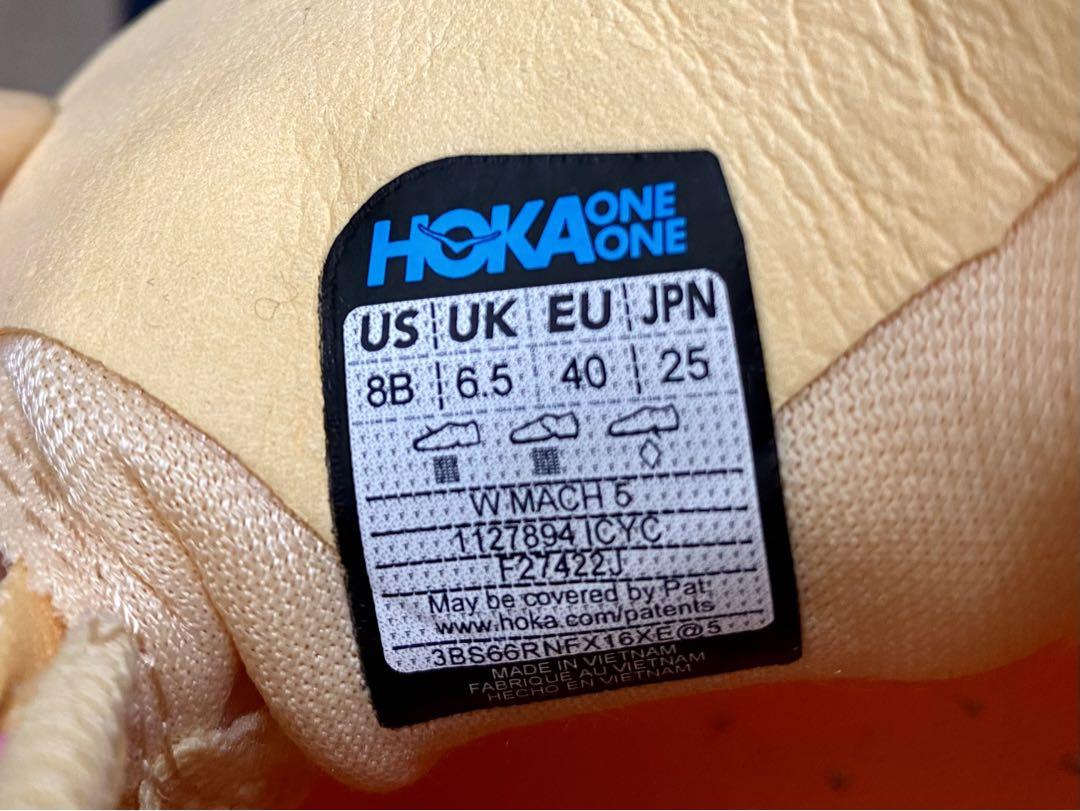 HOKA ONE ONE
US UK EU JPN
8B 6.5 40 25
W MACH 5
1127894 ICYC
F27422J
May be covered by Pat:
www.hoka.com/patents
3BS66RNFX16XE@5
MADE IN VIETNAM
FABRIQUE AU VIETNAM
HECHO EN VIETNAM